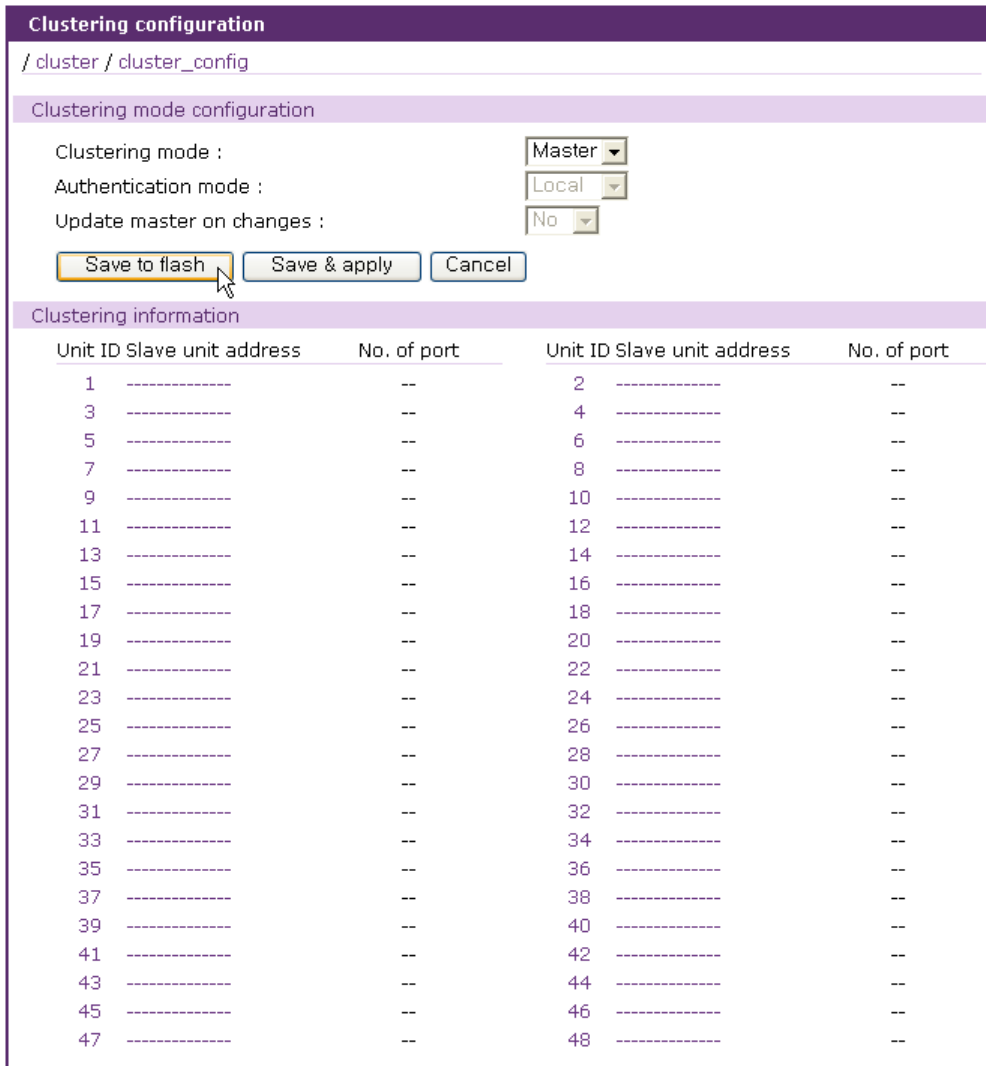 Clustering configuration
/ cluster / cluster_config
Clustering mode configuration
Clustering mode : Master
Authentication mode : Local
Update master on changes : No
Save to flash Save & apply Cancel
Clustering information
Unit ID Slave unit address No. of port Unit ID Slave unit address No. of port
1 -------------- -- 2 -------------- --
3 -------------- -- 4 -------------- --
5 -------------- -- 6 -------------- --
7 -------------- -- 8 -------------- --
9 -------------- -- 10 -------------- --
11 -------------- -- 12 -------------- --
13 -------------- -- 14 -------------- --
15 -------------- -- 16 -------------- --
17 -------------- -- 18 -------------- --
19 -------------- -- 20 -------------- --
21 -------------- -- 22 -------------- --
23 -------------- -- 24 -------------- --
25 -------------- -- 26 -------------- --
27 -------------- -- 28 -------------- --
29 -------------- -- 30 -------------- --
31 -------------- -- 32 -------------- --
33 -------------- -- 34 -------------- --
35 -------------- -- 36 -------------- --
37 -------------- -- 38 -------------- --
39 -------------- -- 40 -------------- --
41 -------------- -- 42 -------------- --
43 -------------- -- 44 -------------- --
45 -------------- -- 46 -------------- --
47 -------------- -- 48 -------------- --